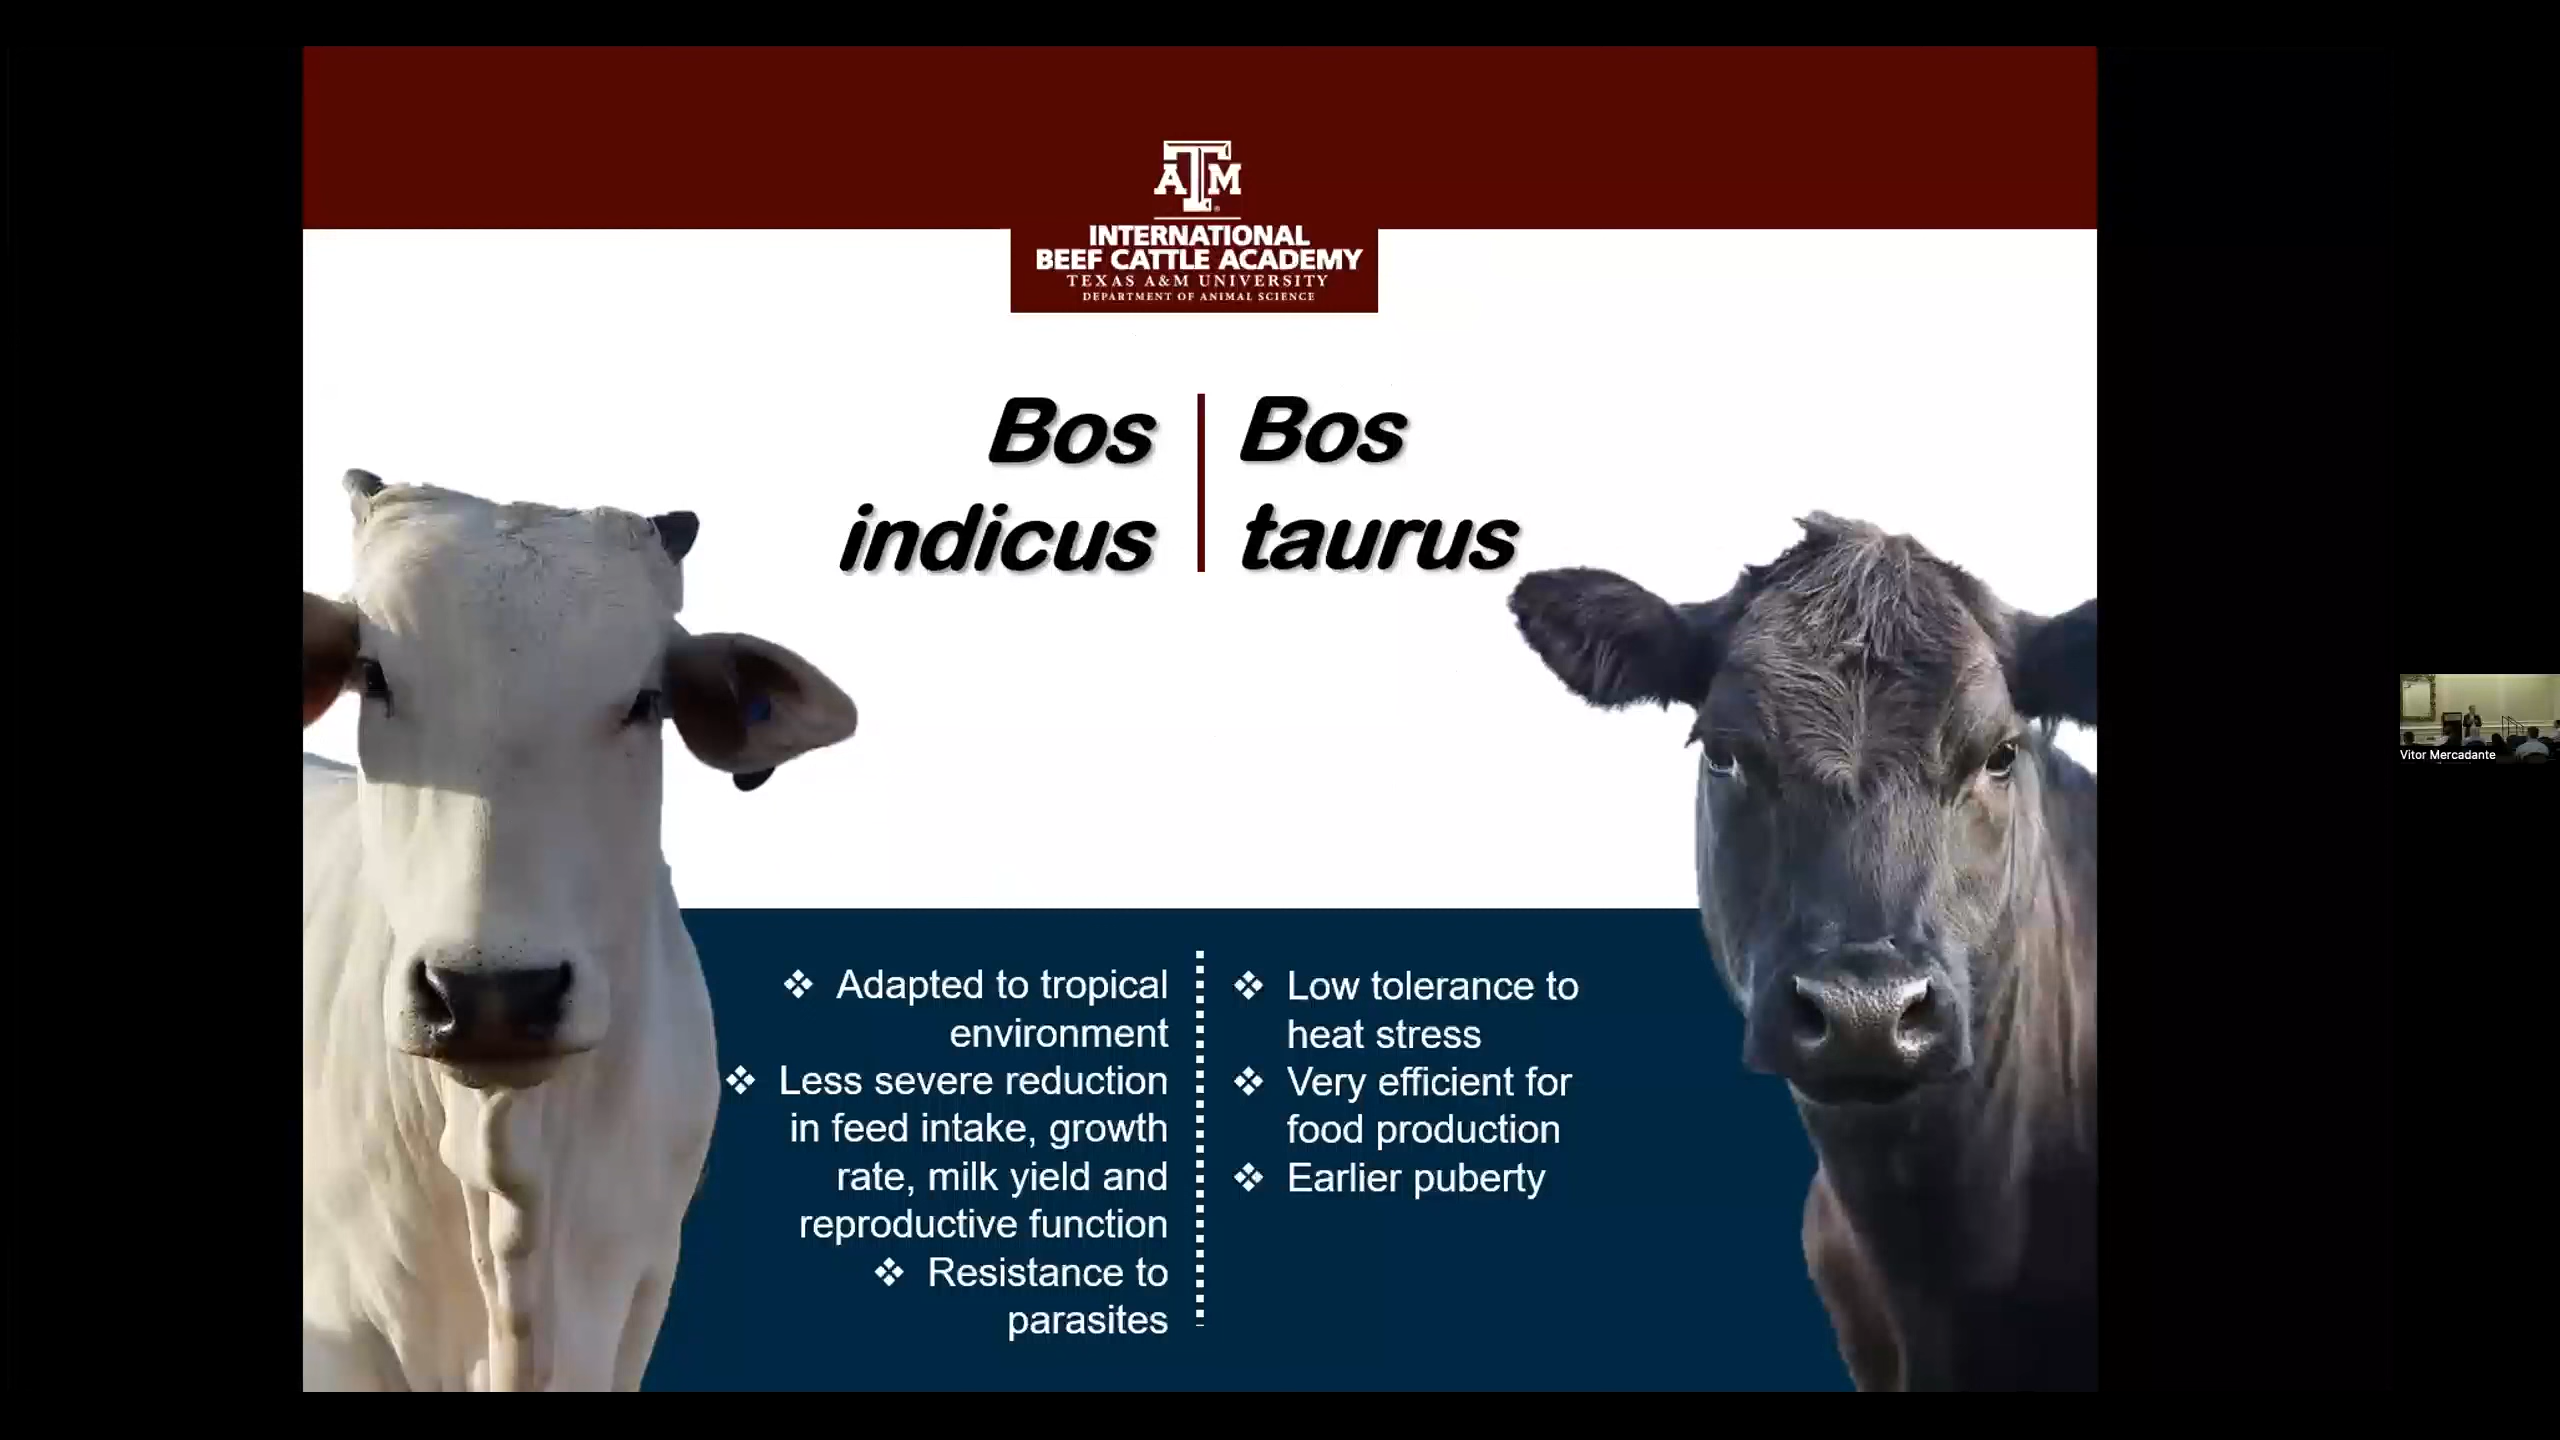 ATM
INTERNATIONAL
BEEF CATTLE ACADEMY
TEXAS A&M UNIVERSITY
DEPARTMENT OF ANIMAL SCIENCE
Bos
indicus
Bos
taurus
❖ Adapted to tropical
environment
❖ Less severe reduction
in feed intake, growth
rate, milk yield and
reproductive function
❖ Resistance to
parasites
❖ Low tolerance to
heat stress
❖ Very efficient for
food production
❖ Earlier puberty
Vitor Mercadante